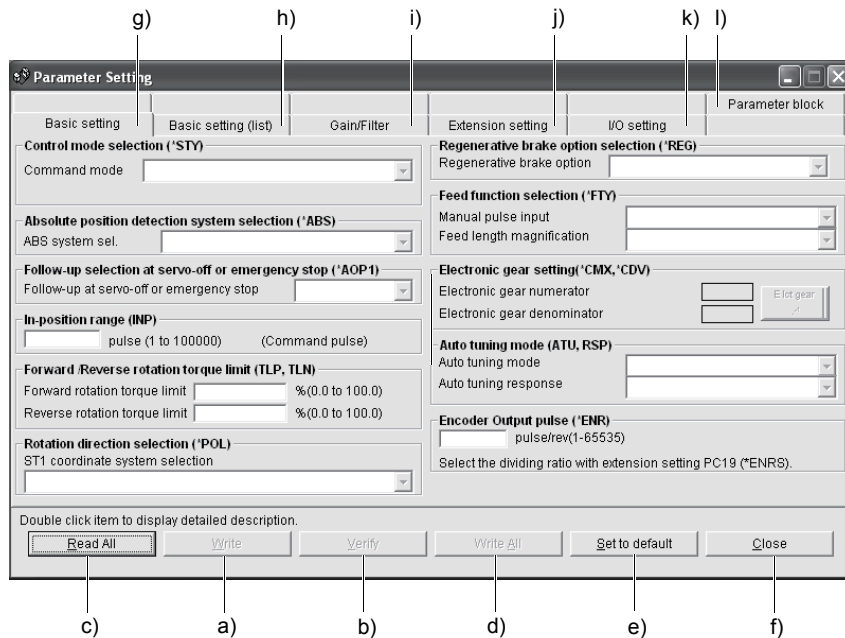 g) h) i) j) k) l)
Parameter Setting
Parameter block
Basic setting Basic setting (list) Gain/Filter Extension setting I/O setting
Control mode selection (*STY)
Command mode
Absolute position detection system selection (*ABS)
ABS system sel.
Follow-up selection at servo-off or emergency stop (*AOP1)
Follow-up at servo-off or emergency stop
In-position range (INP)
pulse (1 to 100000) (Command pulse)
Forward /Reverse rotation torque limit (TLP, TLN)
Forward rotation torque limit %(0.0 to 100.0)
Reverse rotation torque limit %(0.0 to 100.0)
Rotation direction selection (*POL)
ST1 coordinate system selection
Regenerative brake option selection (*REG)
Regenerative brake option
Feed function selection (*FTY)
Manual pulse input
Feed length magnification
Electronic gear setting(*CMX,*CDV)
Electronic gear numerator
Electronic gear denominator
Elct gear
Auto tuning mode (ATU, RSP)
Auto tuning mode
Auto tuning response
Encoder Output pulse (*ENR)
pulse/rev(1-65535)
Select the dividing ratio with extension setting PC19 (*ENRS).
Double click item to display detailed description.
Read All Write Verify Write All Set to default Close
c) a) b) d) e) f)